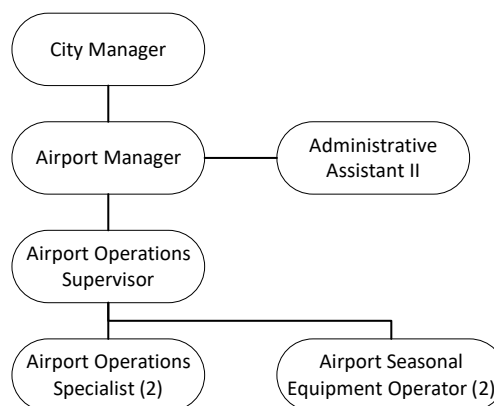 City Manager
Airport Manager
Administrative
Assistant II
Airport Operations
Supervisor
Airport Operations
Specialist (2)
Airport Seasonal
Equipment Operator (2)